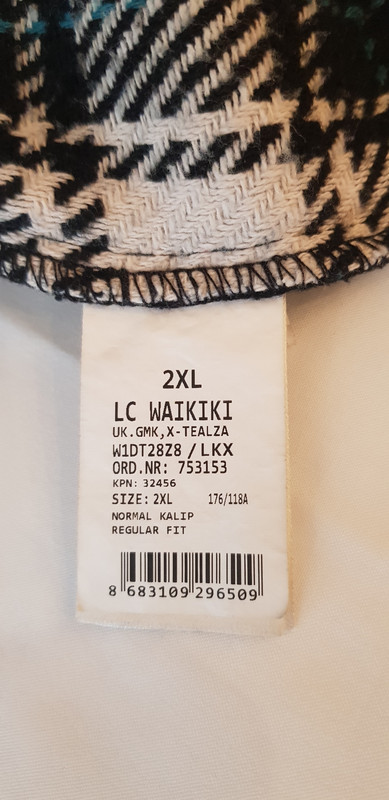 2XL
LC WAIKIKI
UK.GMK,X-TEALZA
W1DT28Z8 / LKX
ORD.NR: 753153
KPN: 32456
SIZE: 2XL 176/118A
NORMAL KALIP
REGULAR FIT
8 683109 296509